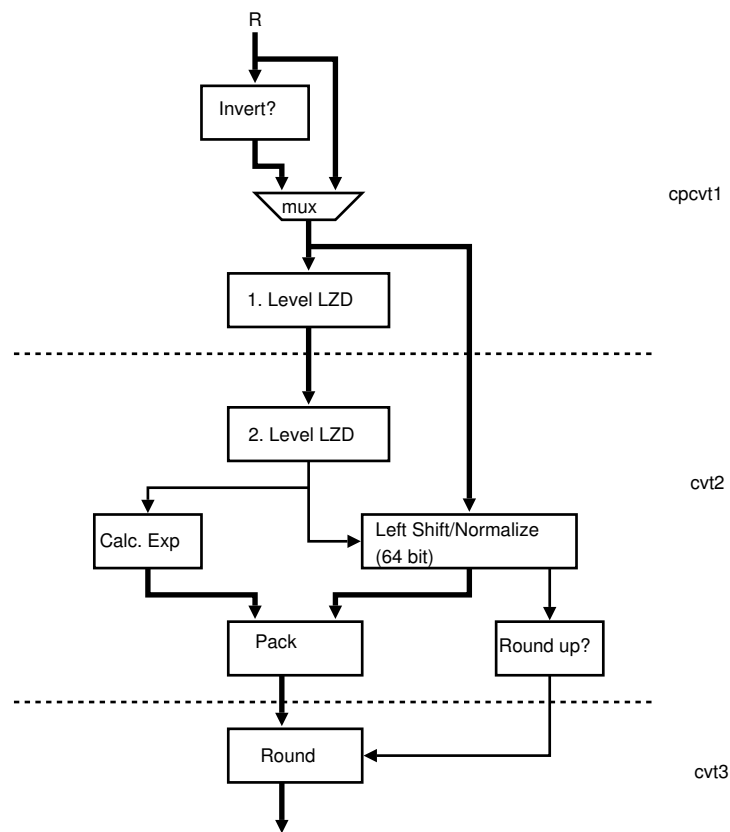 R
Invert?
cpcvt1
mux
1. Level LZD
2. Level LZD
cvt2
Calc. Exp
Left Shift/Normalize
(64 bit)
Pack
Round up?
Round
cvt3